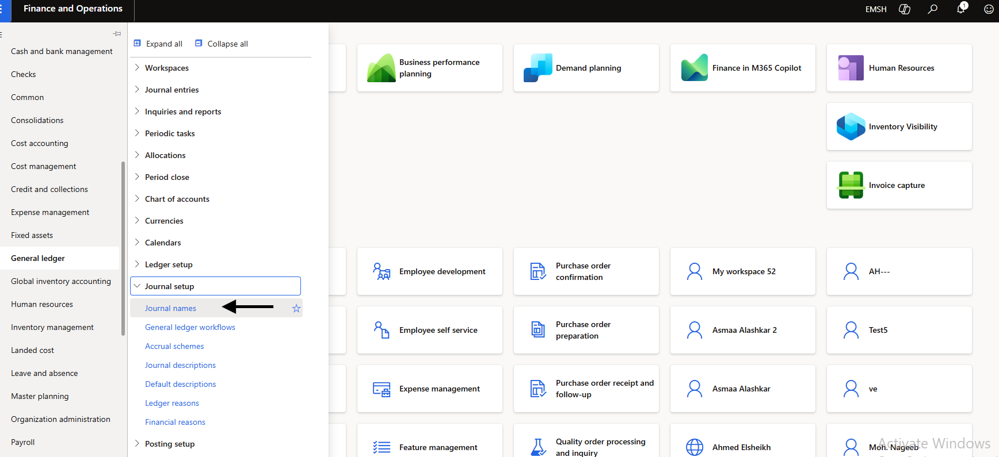 Finance and Operations
EMSH
1
Cash and bank management
Checks
Common
Consolidations
Cost accounting
Cost management
Credit and collections
Expense management
Fixed assets
General ledger
Global inventory accounting
Human resources
Inventory management
Landed cost
Leave and absence
Master planning
Organization administration
Payroll
Expand all
Collapse all
Workspaces
Journal entries
Inquiries and reports
Periodic tasks
Allocations
Period close
Chart of accounts
Currencies
Calendars
Ledger setup
Journal setup
Journal names
General ledger workflows
Accrual schemes
Journal descriptions
Default descriptions
Ledger reasons
Financial reasons
Posting setup
Business performance
planning
Demand planning
Finance in M365 Copilot
Human Resources
Inventory Visibility
Invoice capture
Employee development
Purchase order
confirmation
My workspace 52
AH---
Employee self service
Purchase order
preparation
Asmaa Alashkar 2
Test5
Expense management
Purchase order receipt and
follow-up
Asmaa Alashkar
ve
Feature management
Quality order processing
and inquiry
Ahmed Elsheikh
Moh. Nageeb
Activate Windows